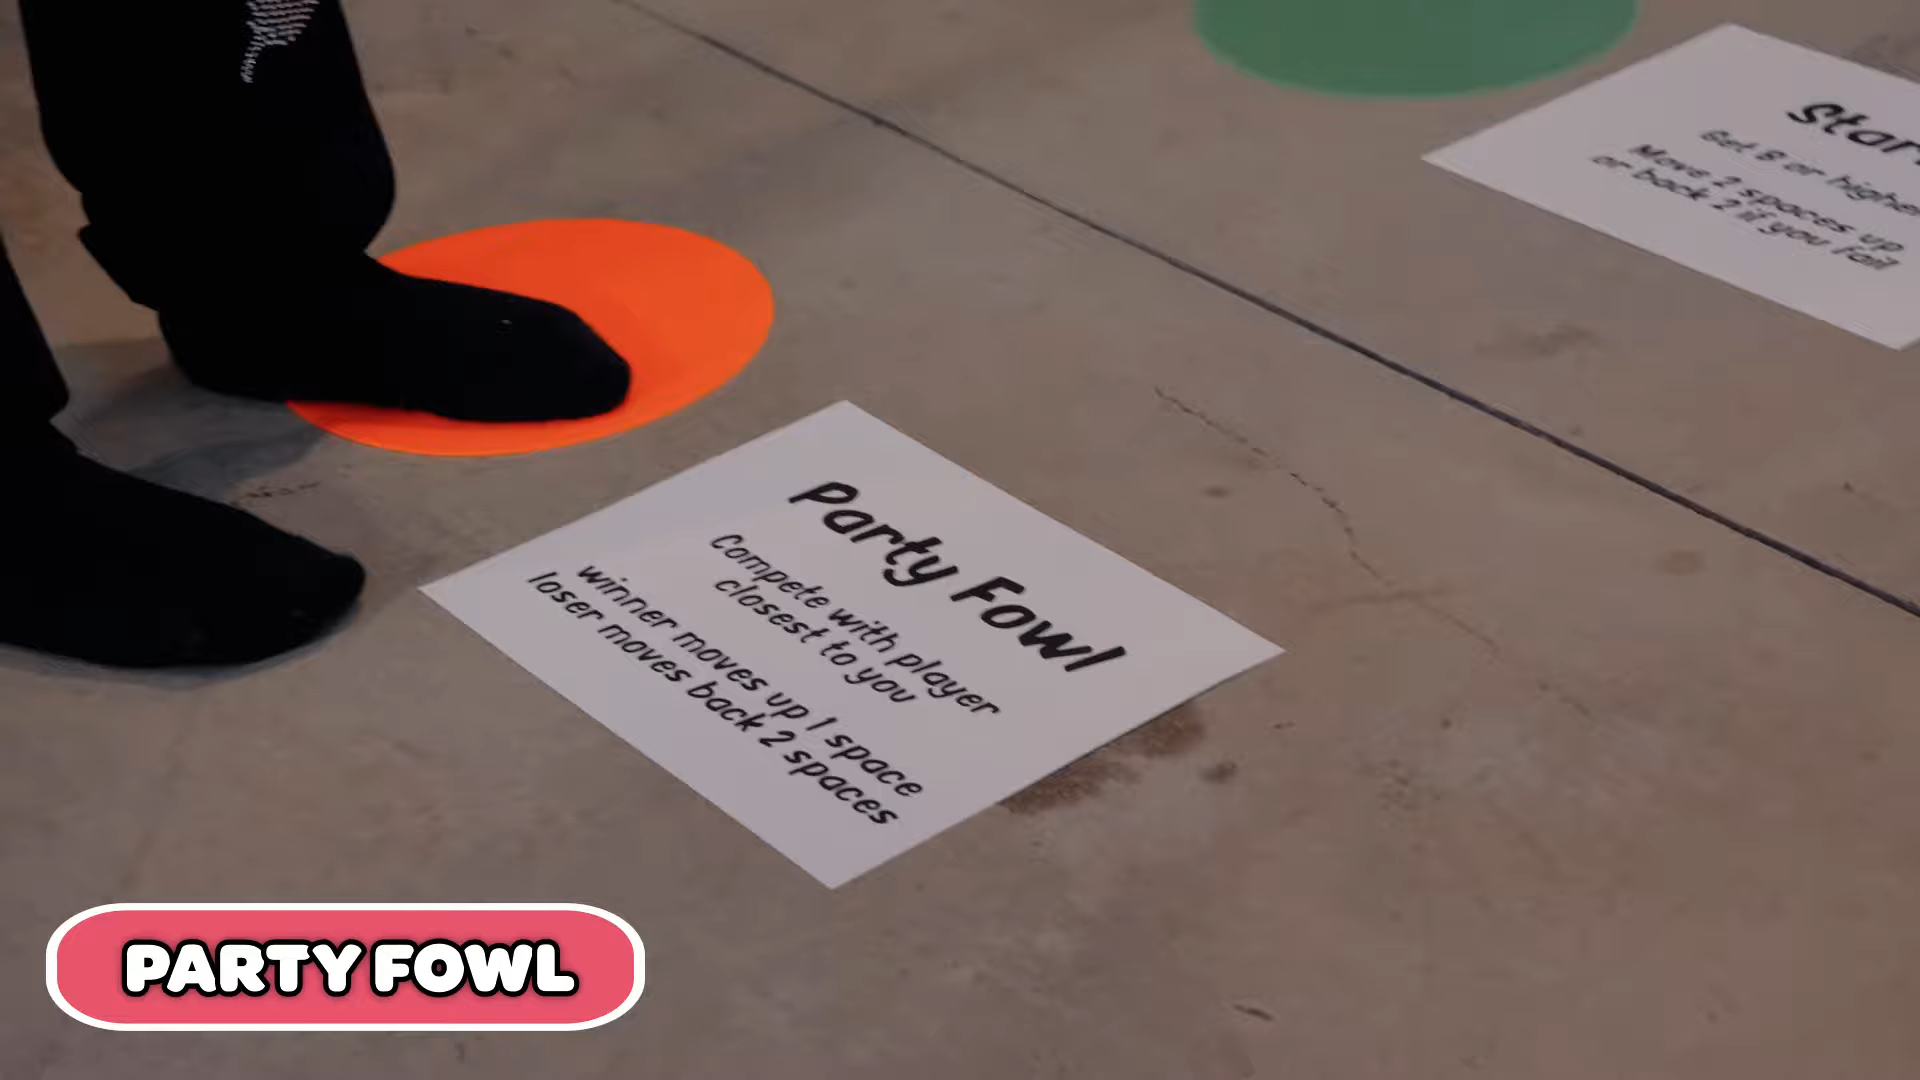 Party Fowl
Compete with player
closest to you
winner moves up 1 space
loser moves back 2 spaces
Get 8 or higher
Move 2 spaces up
or back 2 if you fail
PARTY FOWL